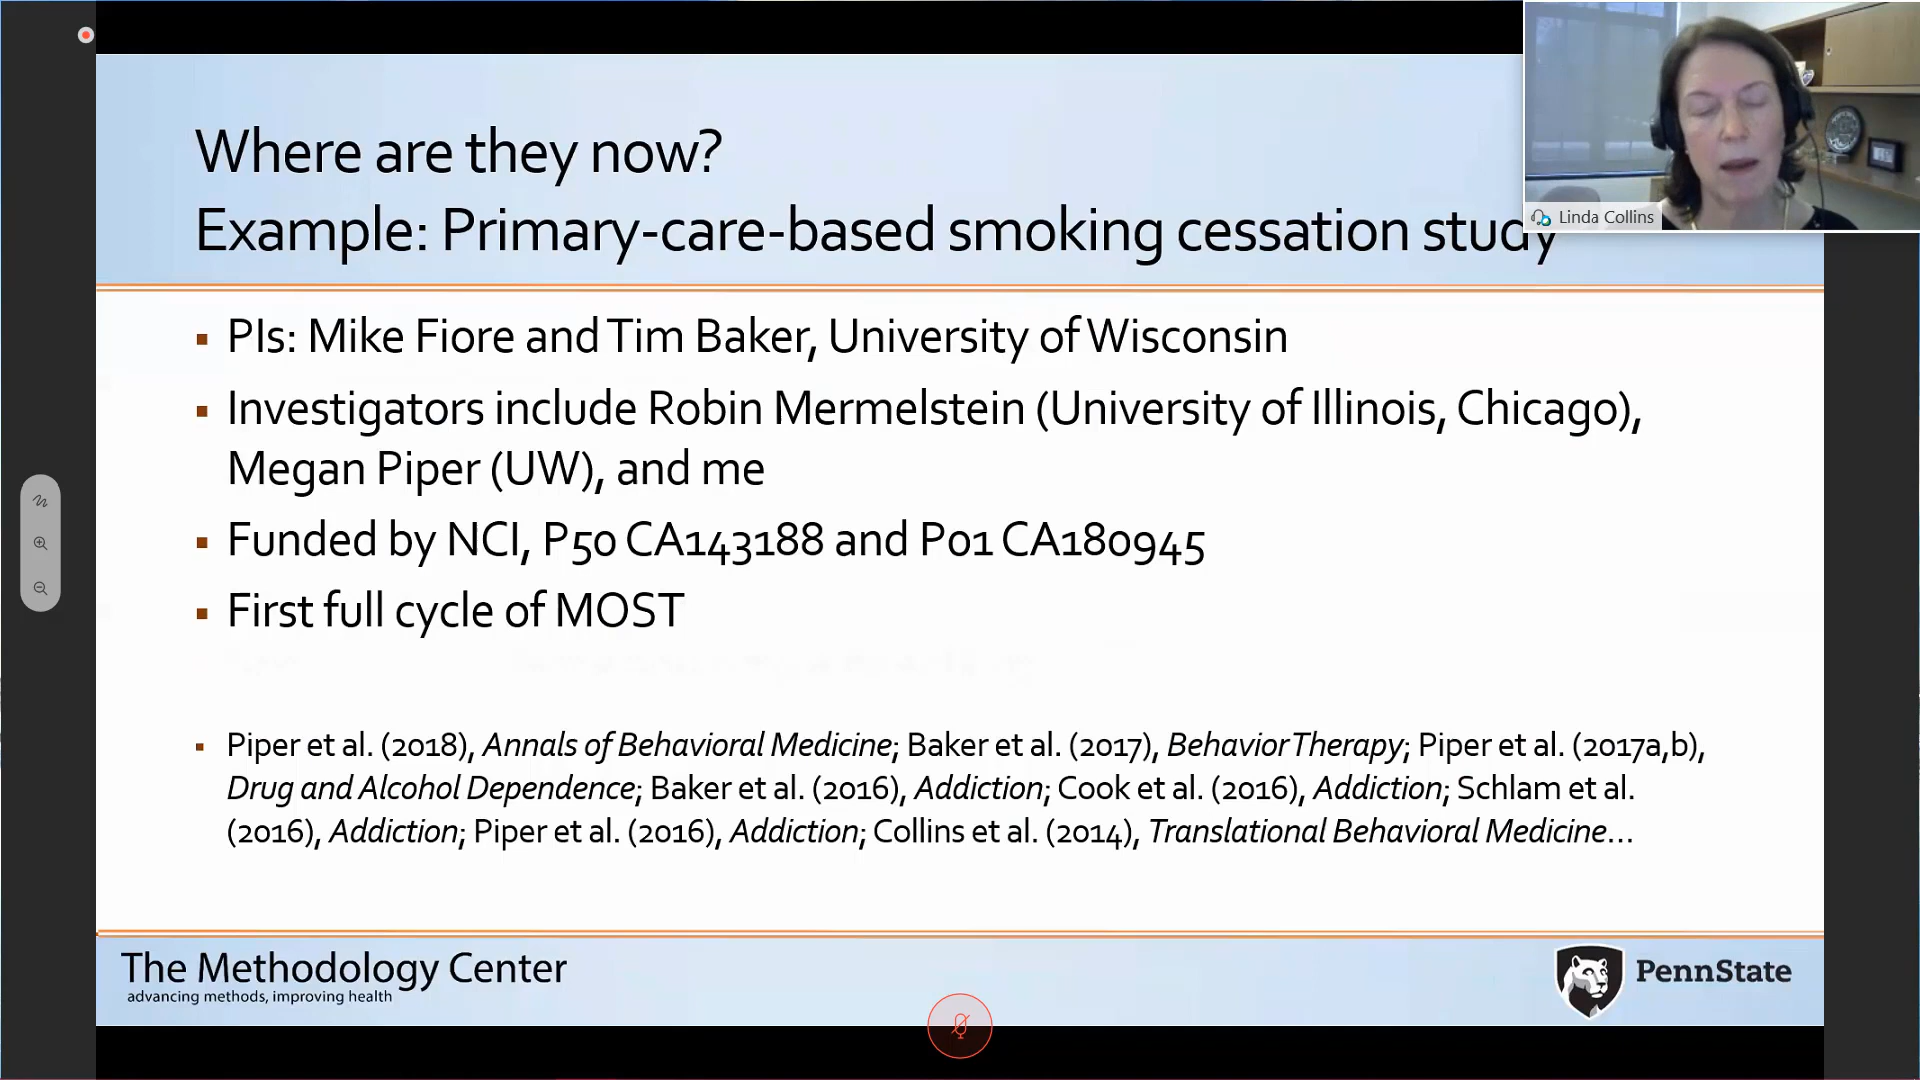 Where are they now?
Example: Primary-care-based smoking cessation study
Linda Collins
▪ PIs: Mike Fiore and Tim Baker, University of Wisconsin
▪ Investigators include Robin Mermelstein (University of Illinois, Chicago),
Megan Piper (UW), and me
▪ Funded by NCI, P50 CA143188 and P01 CA180945
▪ First full cycle of MOST
▪ Piper et al. (2018), Annals of Behavioral Medicine; Baker et al. (2017), Behavior Therapy; Piper et al. (2017a,b),
Drug and Alcohol Dependence; Baker et al. (2016), Addiction; Cook et al. (2016), Addiction; Schlam et al.
(2016), Addiction; Piper et al. (2016), Addiction; Collins et al. (2014), Translational Behavioral Medicine...
The Methodology Center
advancing methods, improving health
PennState